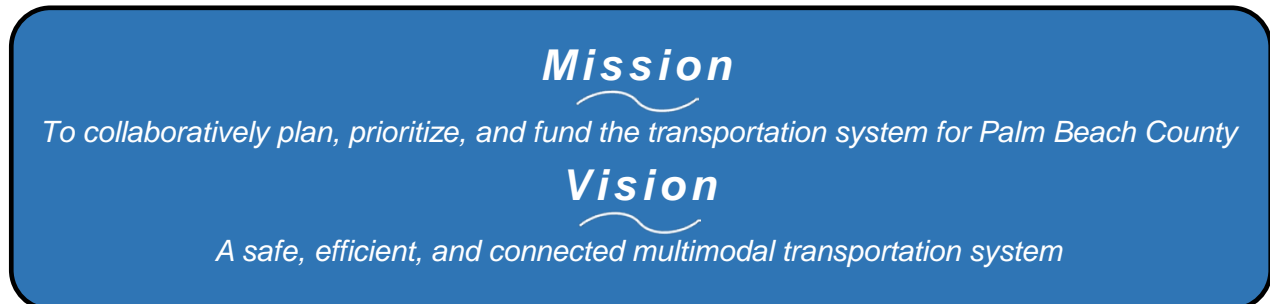 Mission
To collaboratively plan, prioritize, and fund the transportation system for Palm Beach County
Vision
A safe, efficient, and connected multimodal transportation system